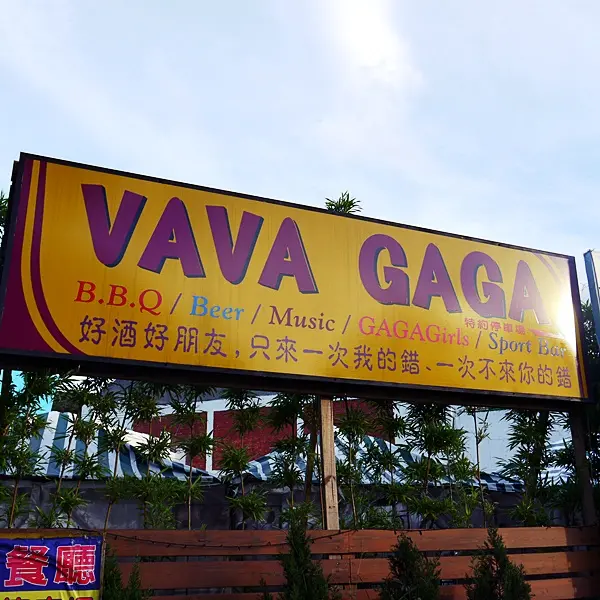 VAVA GAGA
特約停車場
B.B.Q / Beer / Music / GAGAGirls / Sport Bar
好酒好朋友，只來一次我的錯、一次不來你的錯
餐廳